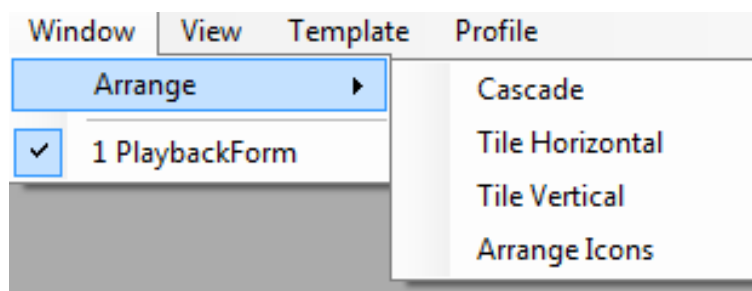 Window View Template Profile
Arrange
1 PlaybackForm
Cascade
Tile Horizontal
Tile Vertical
Arrange Icons